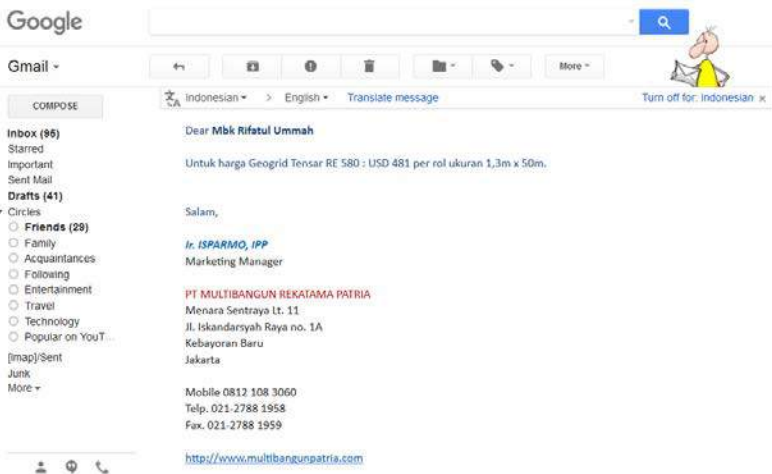 Google
Gmail
More
COMPOSE
Indonesian > English Translate message Turn off for: Indonesian x
Inbox (96)
Starred
Important
Sent Mail
Drafts (41)
Circles
Friends (29)
Family
Acquaintances
Following
Entertainment
Travel
Technology
Popular on YouT...
[Imap]/Sent
Junk
More
Dear Mbk Rifatul Ummah
Untuk harga Geogrid Tensar RE 580 : USD 481 per rol ukuran 1,3m x 50m.
Salam,
Ir. ISPARMO, IPP
Marketing Manager
PT MULTIBANGUN REKATAMA PATRIA
Menara Sentraya Lt. 11
Jl. Iskandarsyah Raya no. 1A
Kebayoran Baru
Jakarta
Mobile 0812 108 3060
Telp. 021-2788 1958
Fax. 021-2788 1959
http://www.multibangunpatria.com